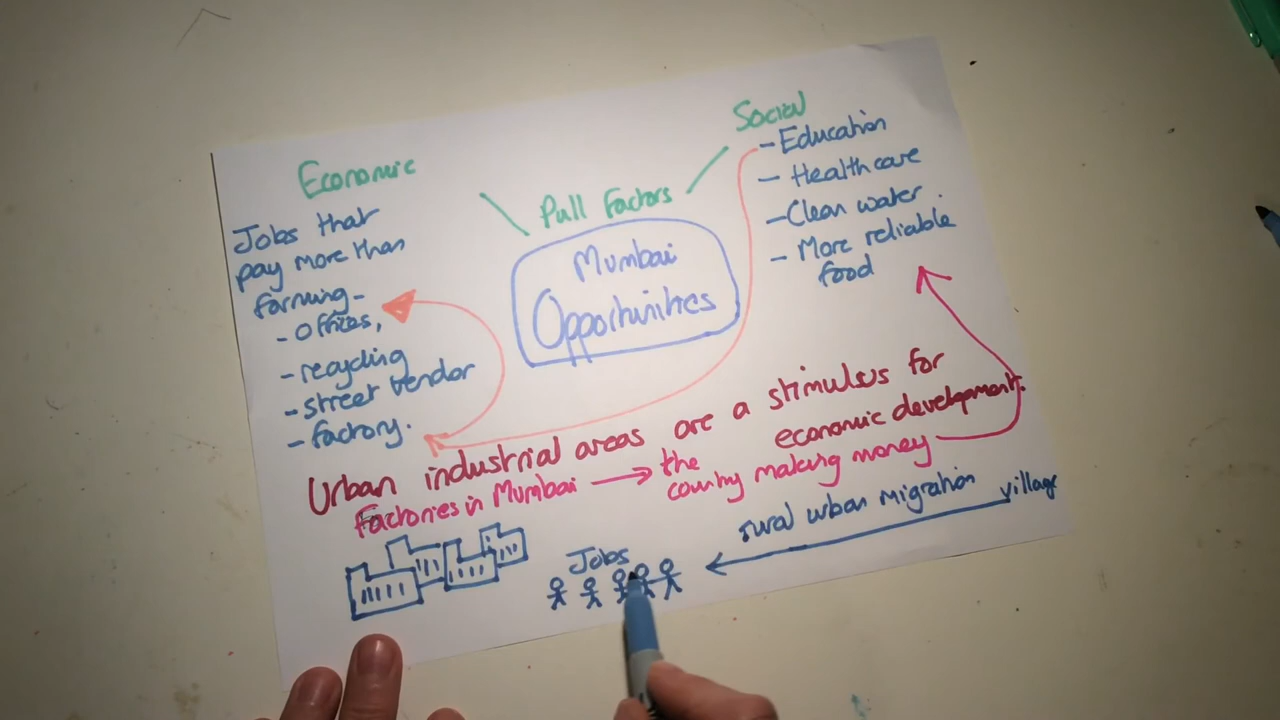 Economic
Jobs that
pay more than
farming-
- offices,
- recycling
- street vendor
- factory.
Pull Factors
Mumbai
Opportunities
Social
- Education
- Healthcare
- Clean water.
- More reliable
food
Urban industrial areas are a stimulus for
economic development.
Factories in Mumbai → the
country making money
rural urban migration
village
Jobs